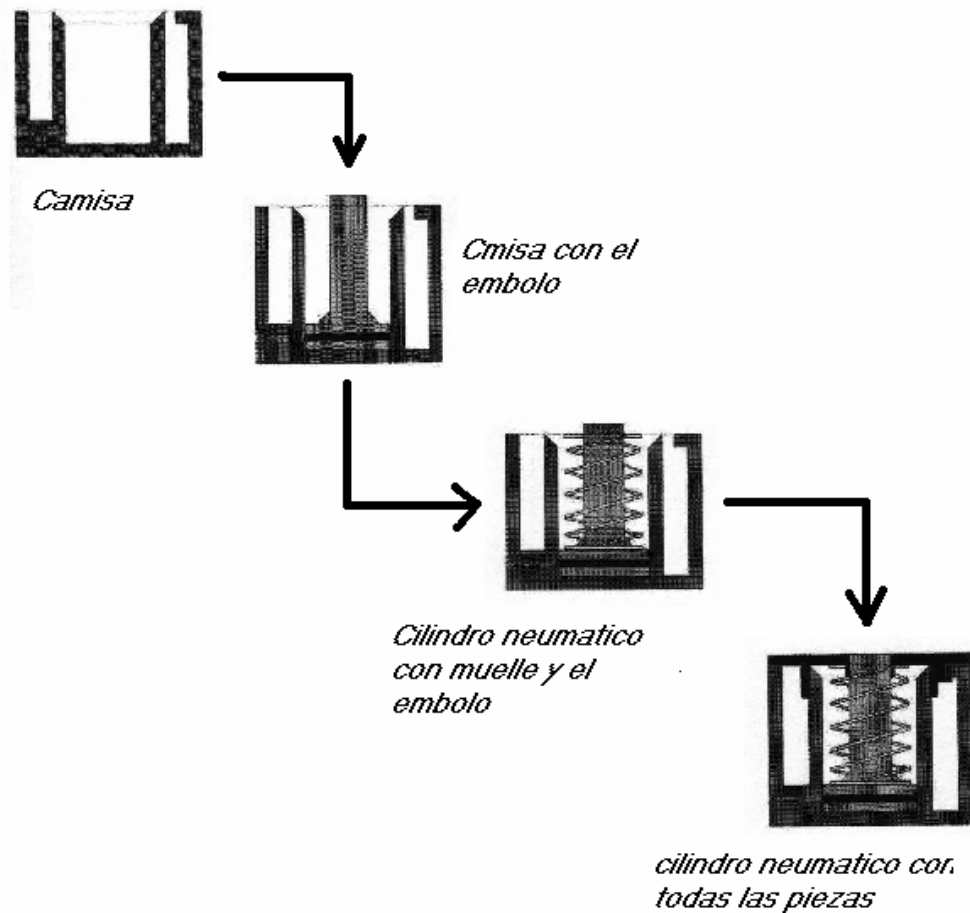 Camisa
Cmisa con el
embolo
Cilindro neumatico
con muelle y el
embolo
cilindro neumatico con
todas las piezas